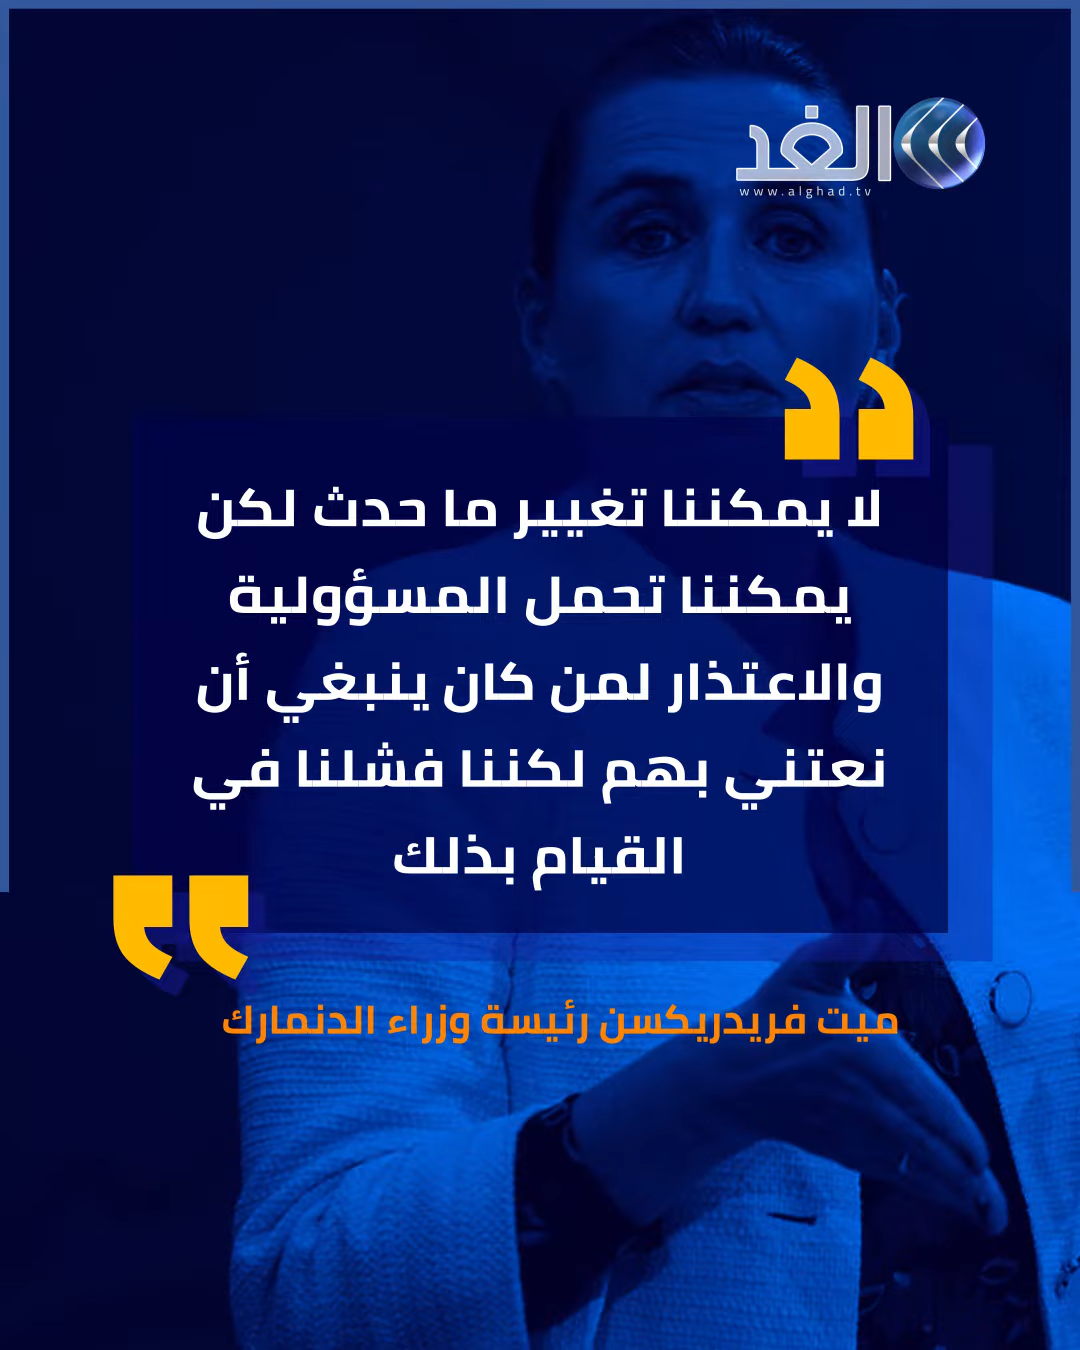 الغد
www.alghad.tv
لا يمكننا تغيير ما حدث لكن
يمكننا تحمل المسؤولية
والاعتذار لمن كان ينبغي أن
نعتني بهم لكننا فشلنا في
القيام بذلك
ميت فريدريكسن رئيسة وزراء الدنمارك